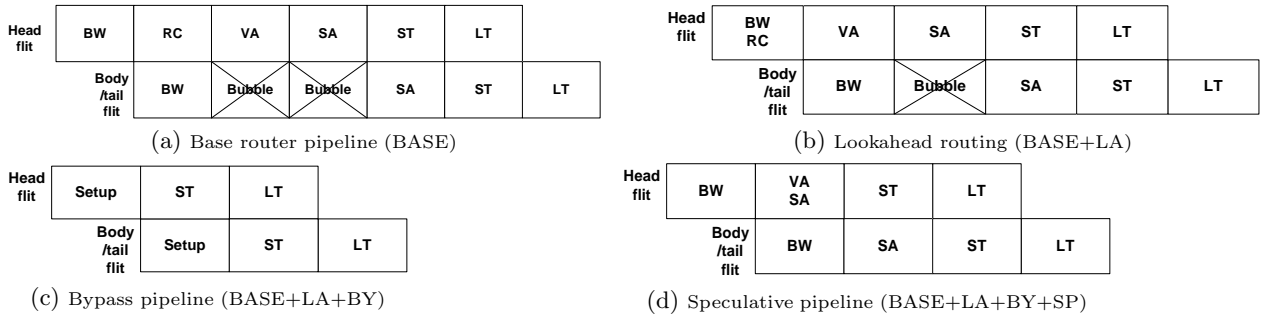 Head flit BW RC VA SA ST LT
Body /tail flit BW Bubble Bubble SA ST LT
(a) Base router pipeline (BASE)
Head flit BW RC VA SA ST LT
Body /tail flit BW Bubble SA ST LT
(b) Lookahead routing (BASE+LA)
Head flit Setup ST LT
Body /tail flit Setup ST LT
(c) Bypass pipeline (BASE+LA+BY)
Head flit BW VA SA ST LT
Body /tail flit BW SA ST LT
(d) Speculative pipeline (BASE+LA+BY+SP)